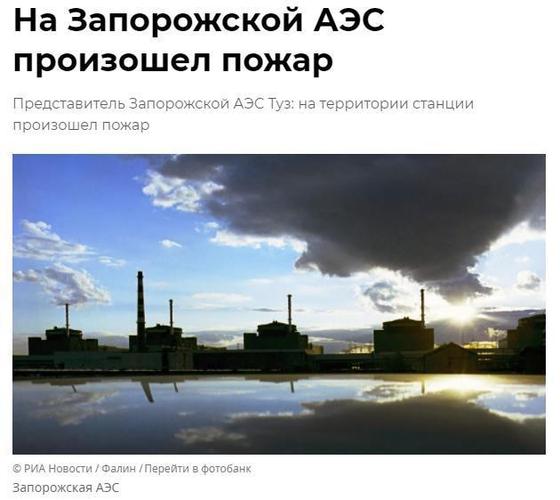 На Запорожской АЭС
произошел пожар
Представитель Запорожской АЭС Туз: на территории станции
произошел пожар
© РИА Новости / Фалин / Перейти в фотобанк
Запорожская АЭС